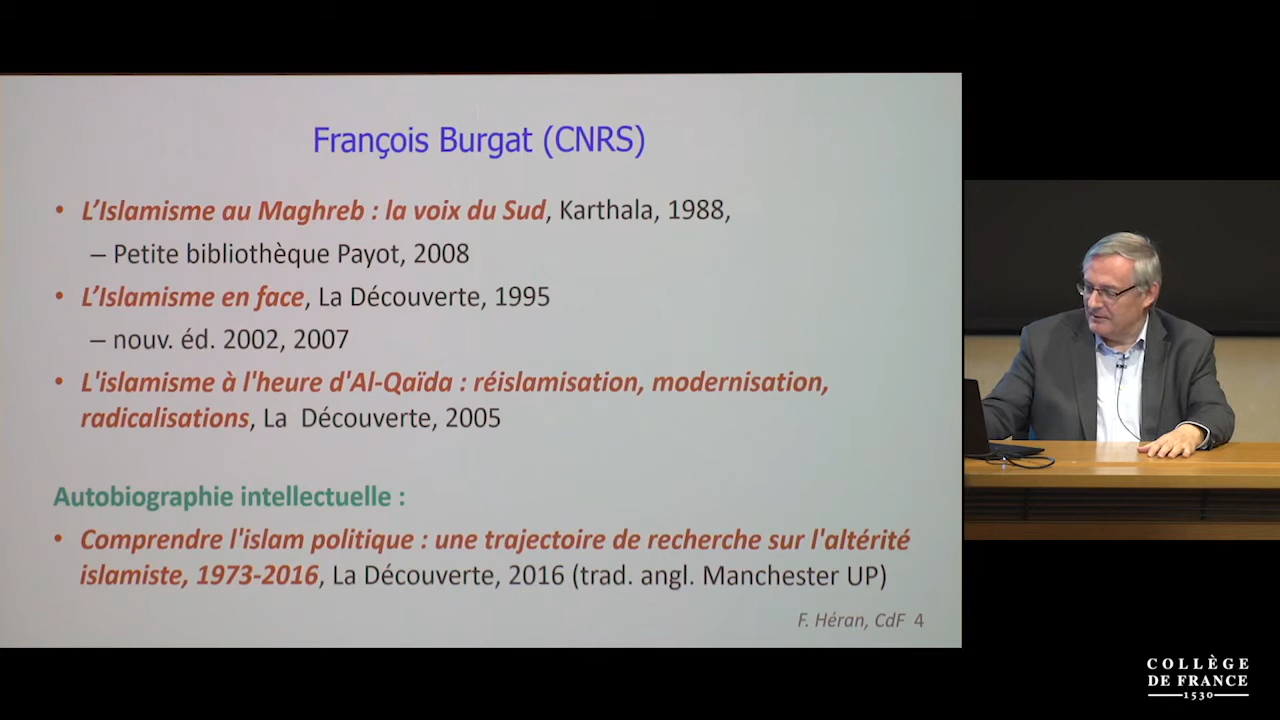 François Burgat (CNRS)
• L’Islamisme au Maghreb : la voix du Sud, Karthala, 1988,
– Petite bibliothèque Payot, 2008
• L’Islamisme en face, La Découverte, 1995
– nouv. éd. 2002, 2007
• L'islamisme à l'heure d'Al-Qaïda : réislamisation, modernisation,
radicalisations, La Découverte, 2005
Autobiographie intellectuelle :
• Comprendre l'islam politique : une trajectoire de recherche sur l'altérité
islamiste, 1973-2016, La Découverte, 2016 (trad. angl. Manchester UP)
F. Héran, CdF 4
COLLÈGE
DE FRANCE
1530